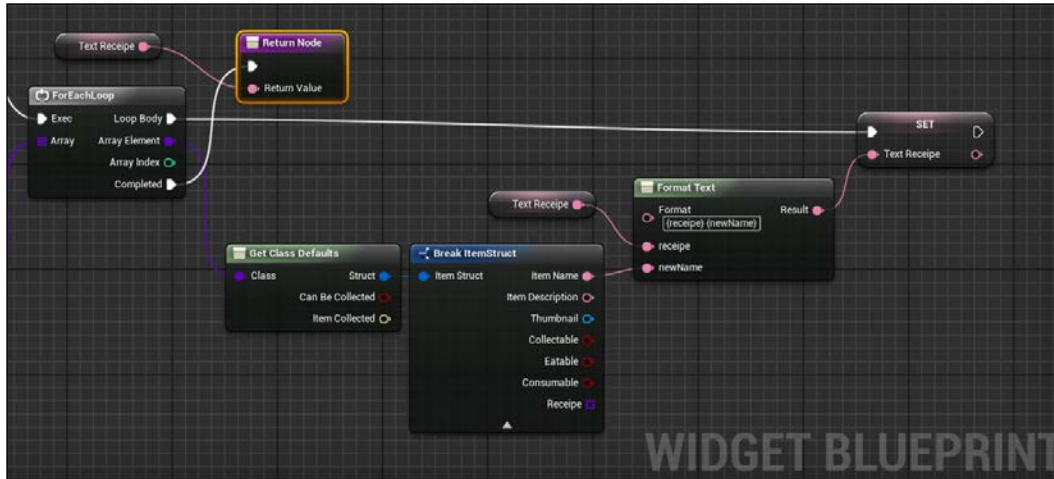 Text Receipe
Return Node
Return Value
ForEachLoop
Exec Loop Body
Array Array Element
Array Index
Completed
SET
Text Receipe
Text Receipe
Format Text
Format Result
{receipe} {newName}
receipe
newName
Get Class Defaults
Class Struct
Can Be Collected
Item Collected
Break ItemStruct
Item Struct Item Name
Item Description
Thumbnail
Collectable
Eatable
Consumable
Receipe
WIDGET BLUEPRINT